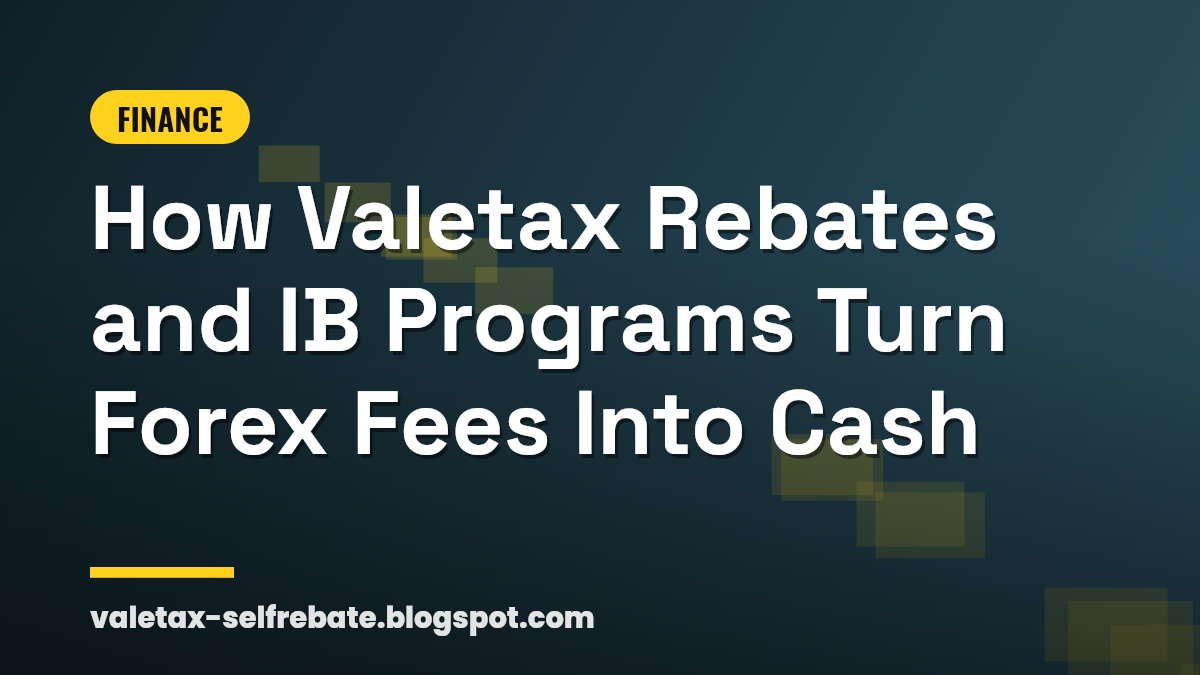 FINANCE
How Valetax Rebates
and IB Programs Turn
Forex Fees Into Cash
valetax-selfrebate.blogspot.com